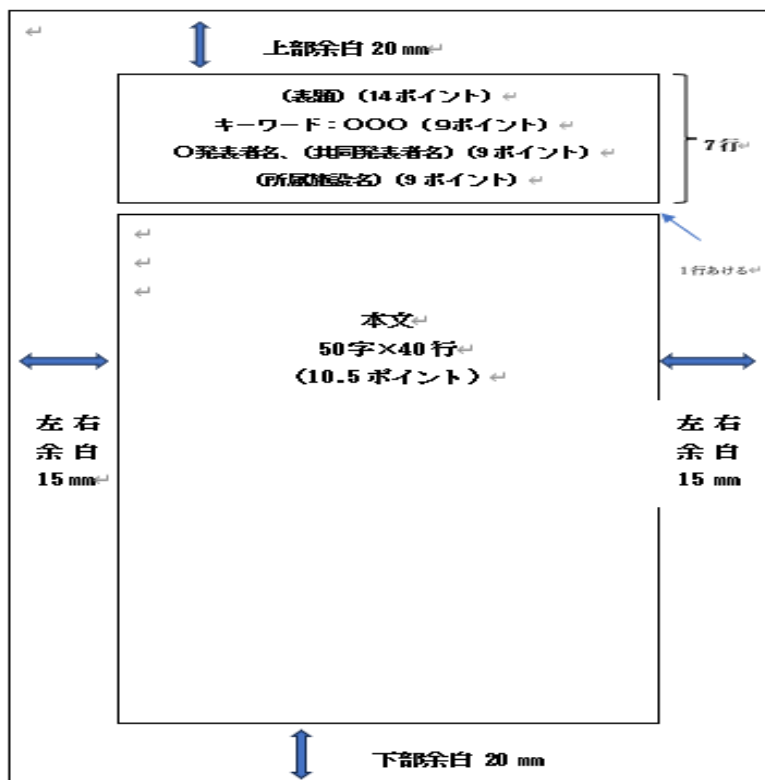 上部余白 20 mm
(表題)(14ポイント)
キーワード：〇〇〇(9ポイント)
〇発表者名、(共同発表者名)(9ポイント)
(所属施設名)(9ポイント)
7行
1行あける
本文
50字×40行
(10.5ポイント)
左右
余白
15 mm
左右
余白
15 mm
下部余白 20 mm